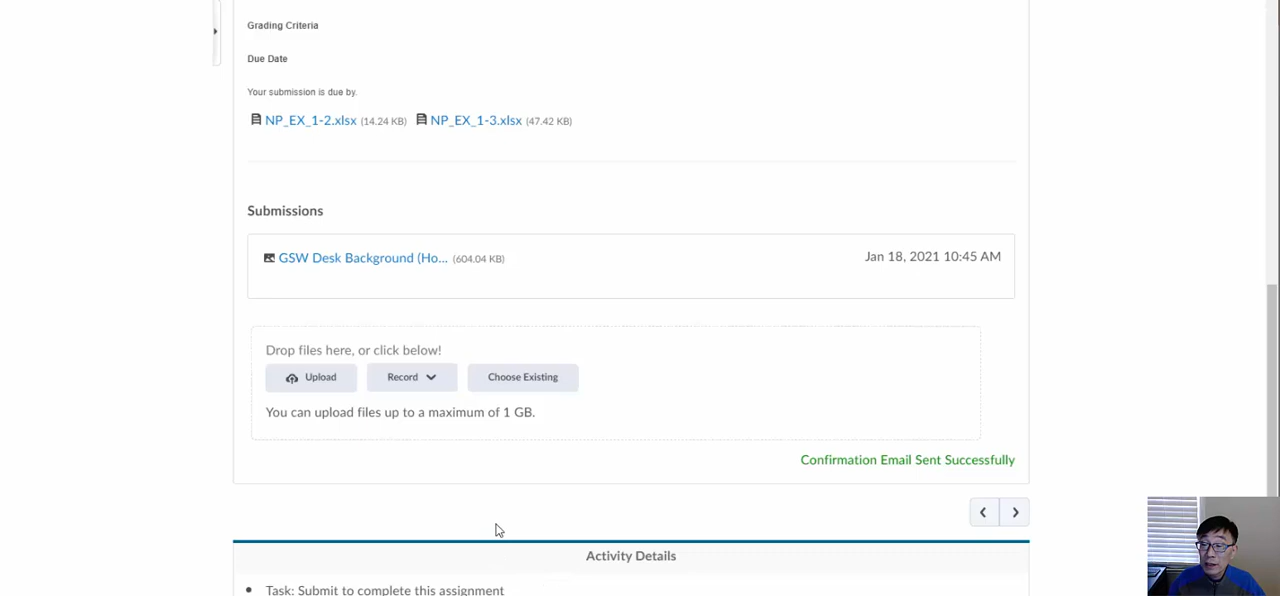 Grading Criteria
Due Date
Your submission is due by.
NP_EX_1-2.xlsx (14.24 KB) NP_EX_1-3.xlsx (47.42 KB)
Submissions
GSW Desk Background (Ho... (604.04 KB) Jan 18, 2021 10:45 AM
Drop files here, or click below!
Upload Record Choose Existing
You can upload files up to a maximum of 1 GB.
Confirmation Email Sent Successfully
Activity Details
Task: Submit to complete this assignment